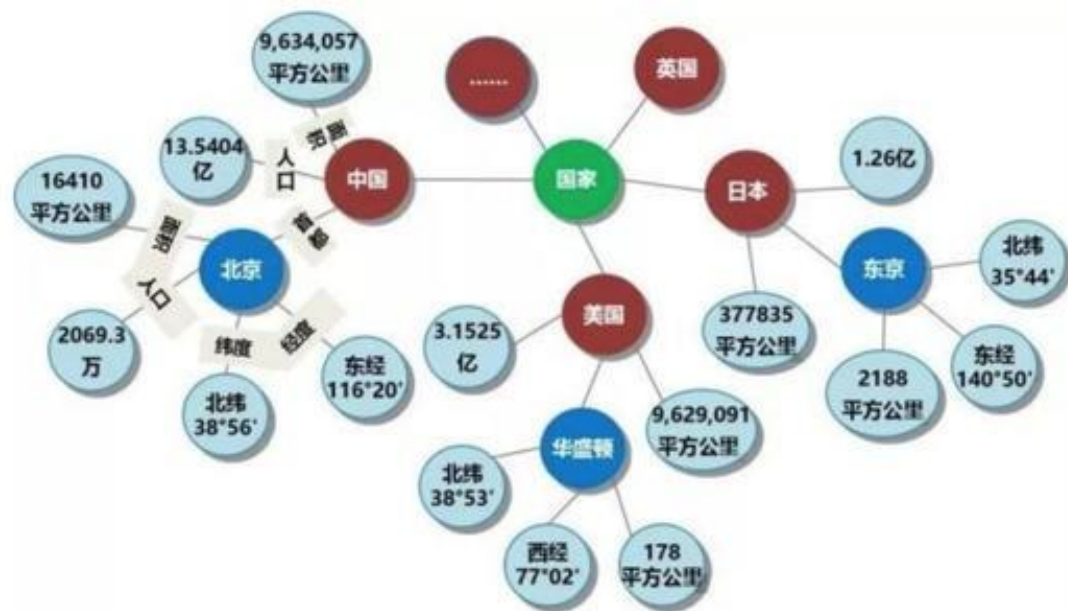 9,634,057
平方公里
……
英国
面积
13.5404
亿
人口
中国
国家
日本
1.26亿
16410
平方公里
首都
面积
北京
东京
北纬
35°44'
人口
美国
3.1525
亿
377835
平方公里
2069.3
万
纬度
经度
东经
116°20'
2188
平方公里
东经
140°50'
北纬
38°56'
9,629,091
平方公里
华盛顿
北纬
38°53'
西经
77°02'
178
平方公里